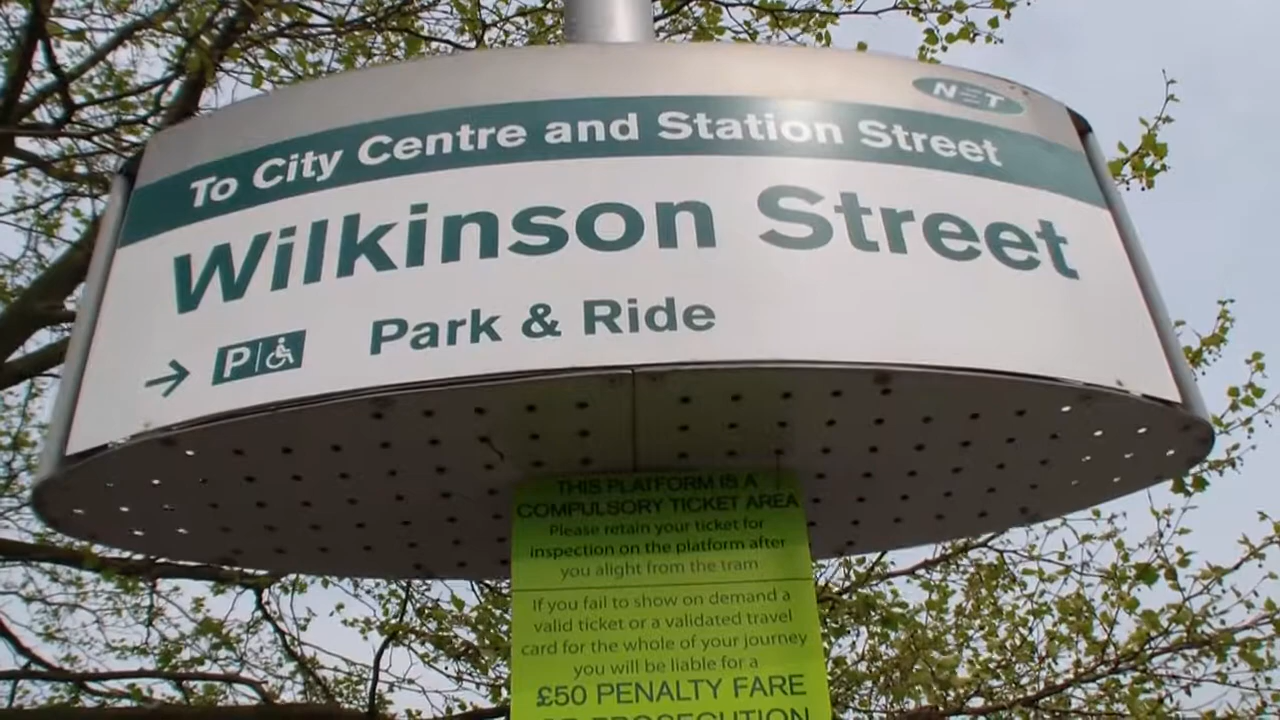 NET
To City Centre and Station Street
Wilkinson Street
P Park & Ride
THIS PLATFORM IS A
COMPULSORY TICKET AREA
Please retain your ticket for
inspection on the platform after
you alight from the tram
If you fail to show on demand a
valid ticket or a validated travel
card for the whole of your journey
you will be liable for a
£50 PENALTY FARE
OR PROSECUTION